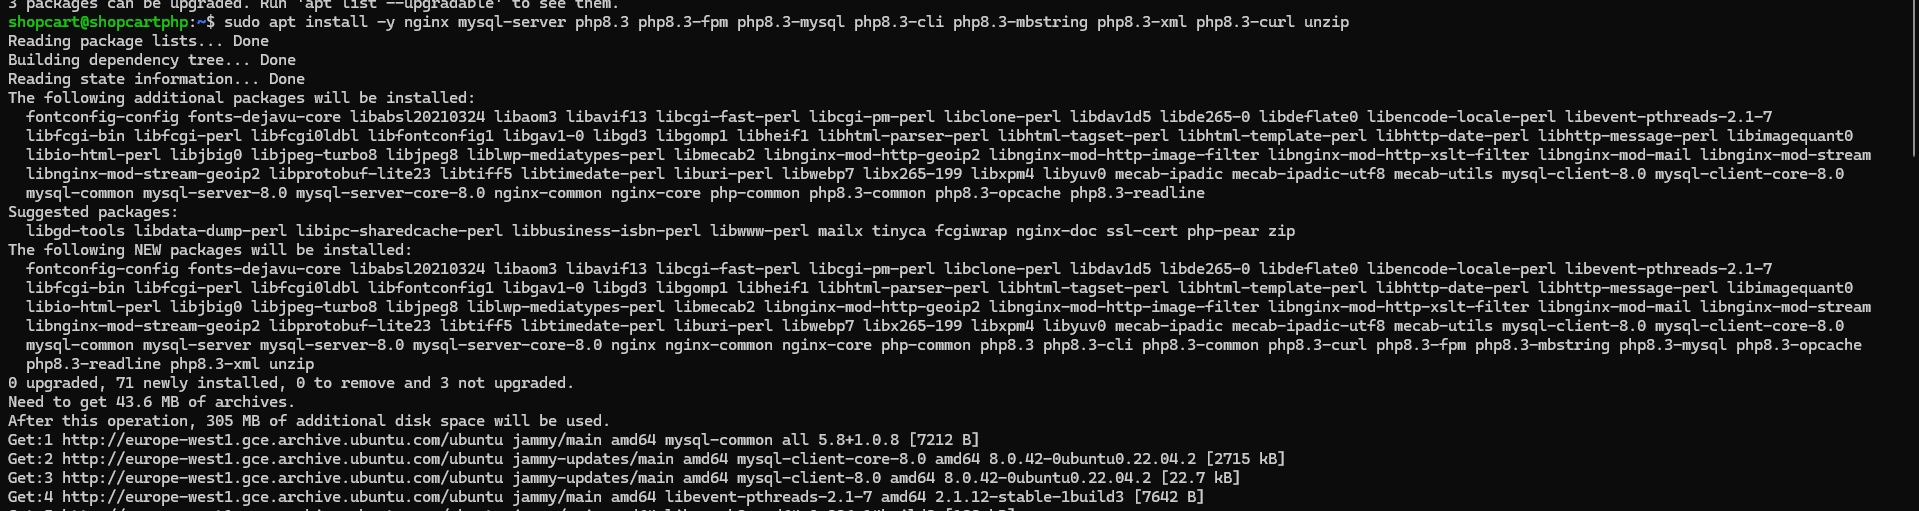 3 packages can be upgraded. Run 'apt list --upgradable' to see them.
shopcart@shopcartphp:~$ sudo apt install -y nginx mysql-server php8.3 php8.3-fpm php8.3-mysql php8.3-cli php8.3-mbstring php8.3-xml php8.3-curl unzip
Reading package lists... Done
Building dependency tree... Done
Reading state information... Done
The following additional packages will be installed:
  fontconfig-config fonts-dejavu-core libabsl20210324 libaom3 libavif13 libcgi-fast-perl libcgi-pm-perl libclone-perl libdav1d5 libde265-0 libdeflate0 libencode-locale-perl libevent-pthreads-2.1-7
  libfcgi-bin libfcgi-perl libfcgi0ldbl libfontconfig1 libgav1-0 libgd3 libgomp1 libheif1 libhtml-parser-perl libhtml-tagset-perl libhtml-template-perl libhttp-date-perl libhttp-message-perl libimagequant0
  libio-html-perl libjbig0 libjpeg-turbo8 libjpeg8 liblwp-mediatypes-perl libmecab2 libnginx-mod-http-geoip2 libnginx-mod-http-image-filter libnginx-mod-http-xslt-filter libnginx-mod-mail libnginx-mod-stream
  libnginx-mod-stream-geoip2 libprotobuf-lite23 libtiff5 libtimedate-perl liburi-perl libwebp7 libx265-199 libxpm4 libyuv0 mecab-ipadic mecab-ipadic-utf8 mecab-utils mysql-client-8.0 mysql-client-core-8.0
  mysql-common mysql-server-8.0 mysql-server-core-8.0 nginx-common nginx-core php-common php8.3-common php8.3-opcache php8.3-readline
Suggested packages:
  libgd-tools libdata-dump-perl libipc-sharedcache-perl libbusiness-isbn-perl libwww-perl mailx tinyca fcgiwrap nginx-doc ssl-cert php-pear zip
The following NEW packages will be installed:
  fontconfig-config fonts-dejavu-core libabsl20210324 libaom3 libavif13 libcgi-fast-perl libcgi-pm-perl libclone-perl libdav1d5 libde265-0 libdeflate0 libencode-locale-perl libevent-pthreads-2.1-7
  libfcgi-bin libfcgi-perl libfcgi0ldbl libfontconfig1 libgav1-0 libgd3 libgomp1 libheif1 libhtml-parser-perl libhtml-tagset-perl libhtml-template-perl libhttp-date-perl libhttp-message-perl libimagequant0
  libio-html-perl libjbig0 libjpeg-turbo8 libjpeg8 liblwp-mediatypes-perl libmecab2 libnginx-mod-http-geoip2 libnginx-mod-http-image-filter libnginx-mod-http-xslt-filter libnginx-mod-mail libnginx-mod-stream
  libnginx-mod-stream-geoip2 libprotobuf-lite23 libtiff5 libtimedate-perl liburi-perl libwebp7 libx265-199 libxpm4 libyuv0 mecab-ipadic mecab-ipadic-utf8 mecab-utils mysql-client-8.0 mysql-client-core-8.0
  mysql-common mysql-server mysql-server-8.0 mysql-server-core-8.0 nginx nginx-common nginx-core php-common php8.3 php8.3-cli php8.3-common php8.3-curl php8.3-fpm php8.3-mbstring php8.3-mysql php8.3-opcache
  php8.3-readline php8.3-xml unzip
0 upgraded, 71 newly installed, 0 to remove and 3 not upgraded.
Need to get 43.6 MB of archives.
After this operation, 305 MB of additional disk space will be used.
Get:1 http://europe-west1.gce.archive.ubuntu.com/ubuntu jammy/main amd64 mysql-common all 5.8+1.0.8 [7212 B]
Get:2 http://europe-west1.gce.archive.ubuntu.com/ubuntu jammy-updates/main amd64 mysql-client-core-8.0 amd64 8.0.42-0ubuntu0.22.04.2 [2715 kB]
Get:3 http://europe-west1.gce.archive.ubuntu.com/ubuntu jammy-updates/main amd64 mysql-client-8.0 amd64 8.0.42-0ubuntu0.22.04.2 [22.7 kB]
Get:4 http://europe-west1.gce.archive.ubuntu.com/ubuntu jammy/main amd64 libevent-pthreads-2.1-7 amd64 2.1.12-stable-1build3 [7642 B]